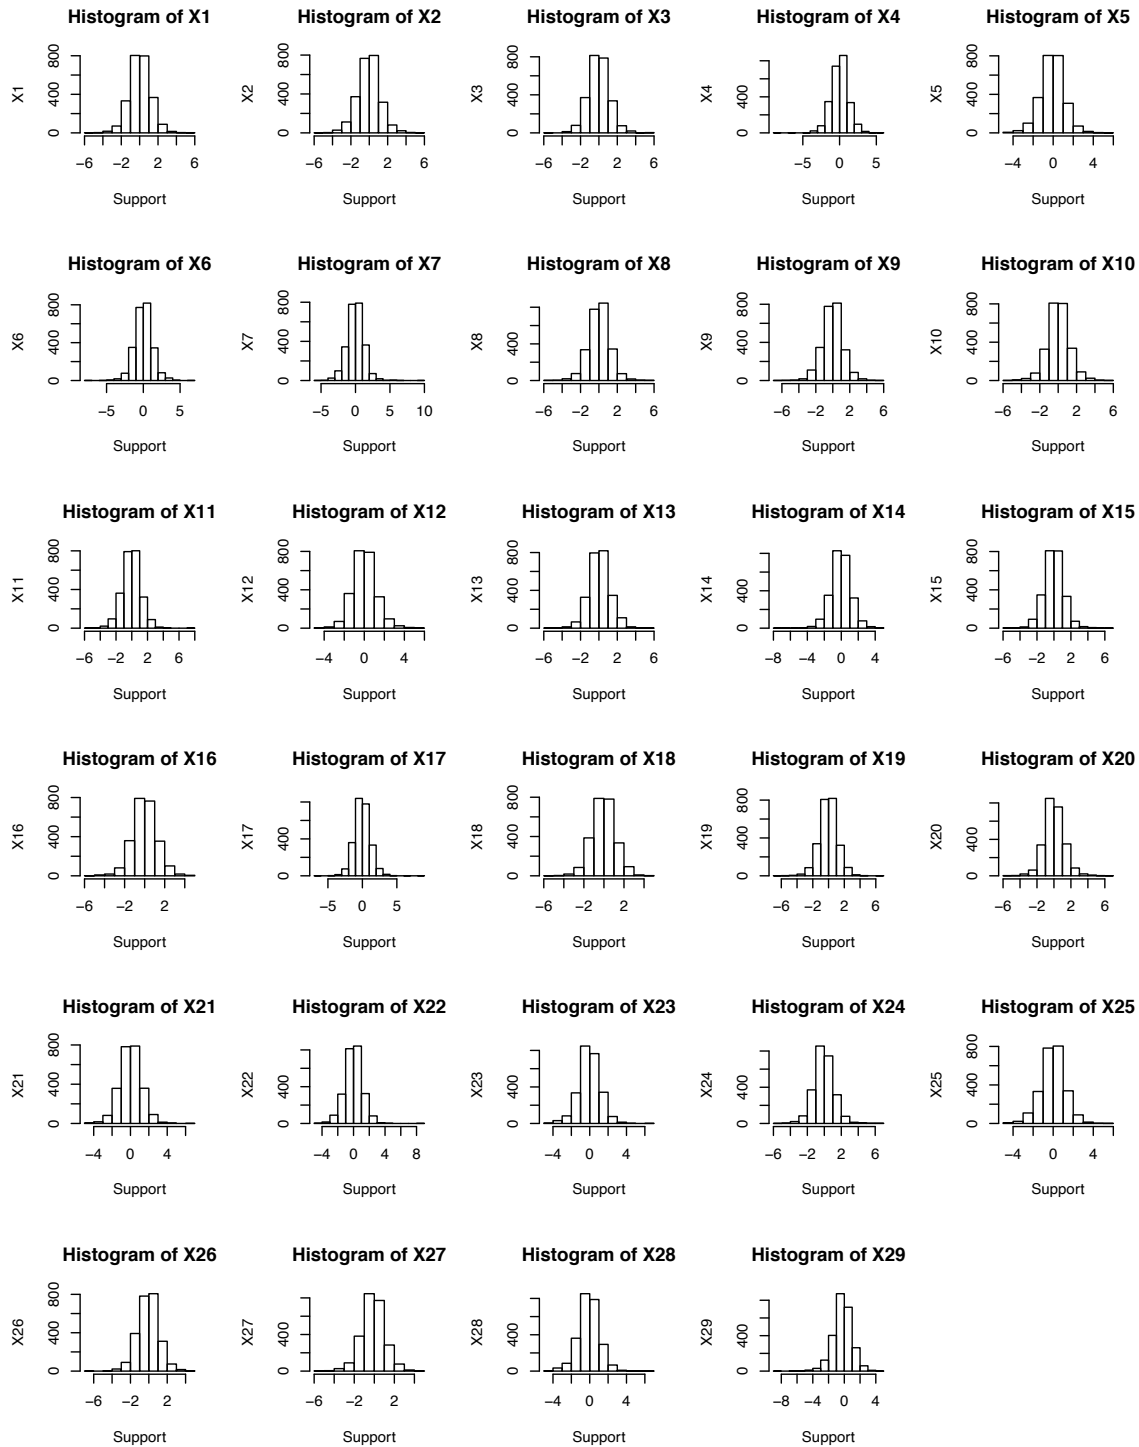 Histogram of X1 Histogram of X2 Histogram of X3 Histogram of X4 Histogram of X5
X1 0 400 800 X2 0 400 800 X3 0 400 800 X4 0 400 X5 0 400 800
−6 −2 2 6 −6 −2 2 6 −6 −2 2 6 −5 0 5 −4 0 4
Support Support Support Support Support
Histogram of X6 Histogram of X7 Histogram of X8 Histogram of X9 Histogram of X10
X6 0 400 800 X7 0 400 800 X8 0 400 X9 0 400 800 X10 0 400 800
−5 0 5 −5 0 5 10 −6 −2 2 6 −6 −2 2 6 −6 −2 2 6
Support Support Support Support Support
Histogram of X11 Histogram of X12 Histogram of X13 Histogram of X14 Histogram of X15
X11 0 400 800 X12 0 400 800 X13 0 400 800 X14 0 400 X15 0 400 800
−6 −2 2 6 −4 0 4 −6 −2 2 6 −8 −4 0 4 −6 −2 2 6
Support Support Support Support Support
Histogram of X16 Histogram of X17 Histogram of X18 Histogram of X19 Histogram of X20
X16 0 400 800 X17 0 400 X18 0 400 800 X19 0 400 800 X20 0 400
−6 −2 2 −5 0 5 −6 −2 2 −6 −2 2 6 −6 −2 2 6
Support Support Support Support Support
Histogram of X21 Histogram of X22 Histogram of X23 Histogram of X24 Histogram of X25
X21 0 400 800 X22 0 400 X23 0 400 X24 0 400 X25 0 400 800
−4 0 4 −4 0 4 8 −4 0 4 −6 −2 2 6 −4 0 4
Support Support Support Support Support
Histogram of X26 Histogram of X27 Histogram of X28 Histogram of X29
X26 0 400 800 X27 0 400 X28 0 400 X29 0 400
−6 −2 2 −6 −2 2 −4 0 4 −8 −4 0 4
Support Support Support Support